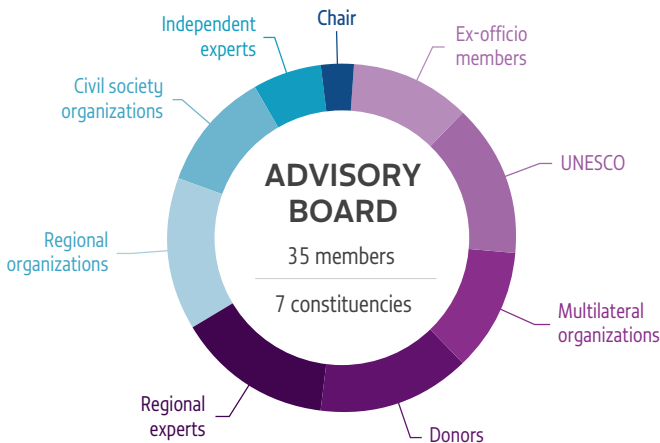 Chair
Independent
experts
Ex-officio
members
Civil society
organizations
UNESCO
ADVISORY
BOARD
35 members
7 constituencies
Regional
organizations
Multilateral
organizations
Regional
experts
Donors